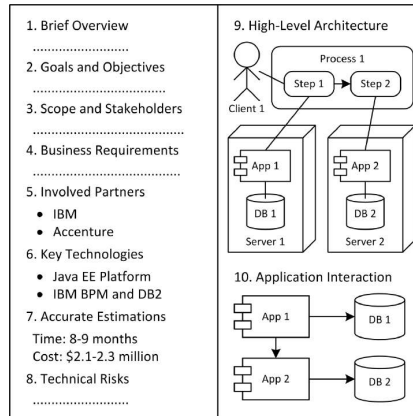 1. Brief Overview
............................
2. Goals and Objectives
.......................................
3. Scope and Stakeholders
............................................
4. Business Requirements
...........................................
5. Involved Partners
• IBM
• Accenture
6. Key Technologies
• Java EE Platform
• IBM BPM and DB2
7. Accurate Estimations
Time: 8-9 months
Cost: $2.1-2.3 million
8. Technical Risks
............................
9. High-Level Architecture
Process 1
Step 1
Step 2
Client 1
App 1
App 2
DB 1
DB 2
Server 1
Server 2
10. Application Interaction
App 1
DB 1
App 2
DB 2